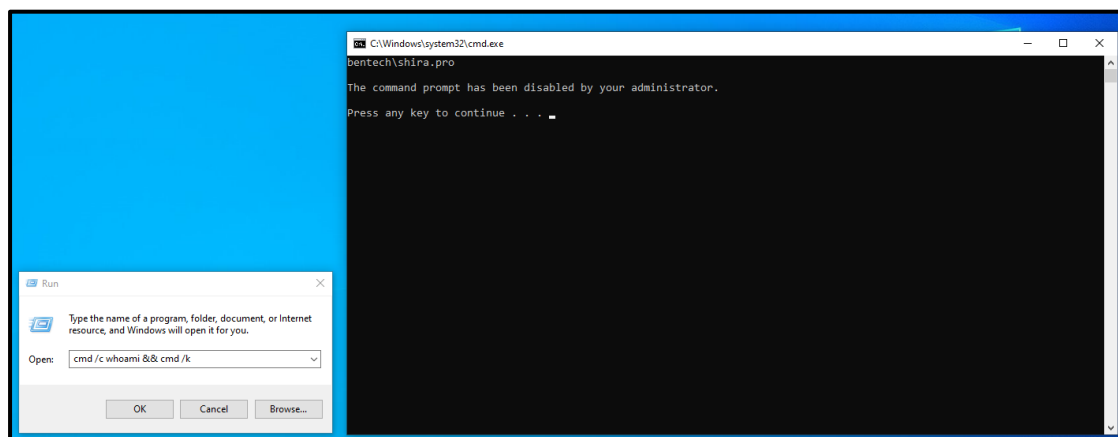 C:\Windows\system32\cmd.exe
bentech\shira.pro
The command prompt has been disabled by your administrator.
Press any key to continue . . .
Run
Type the name of a program, folder, document, or Internet
resource, and Windows will open it for you.
Open:
cmd /c whoami && cmd /k
OK
Cancel
Browse...